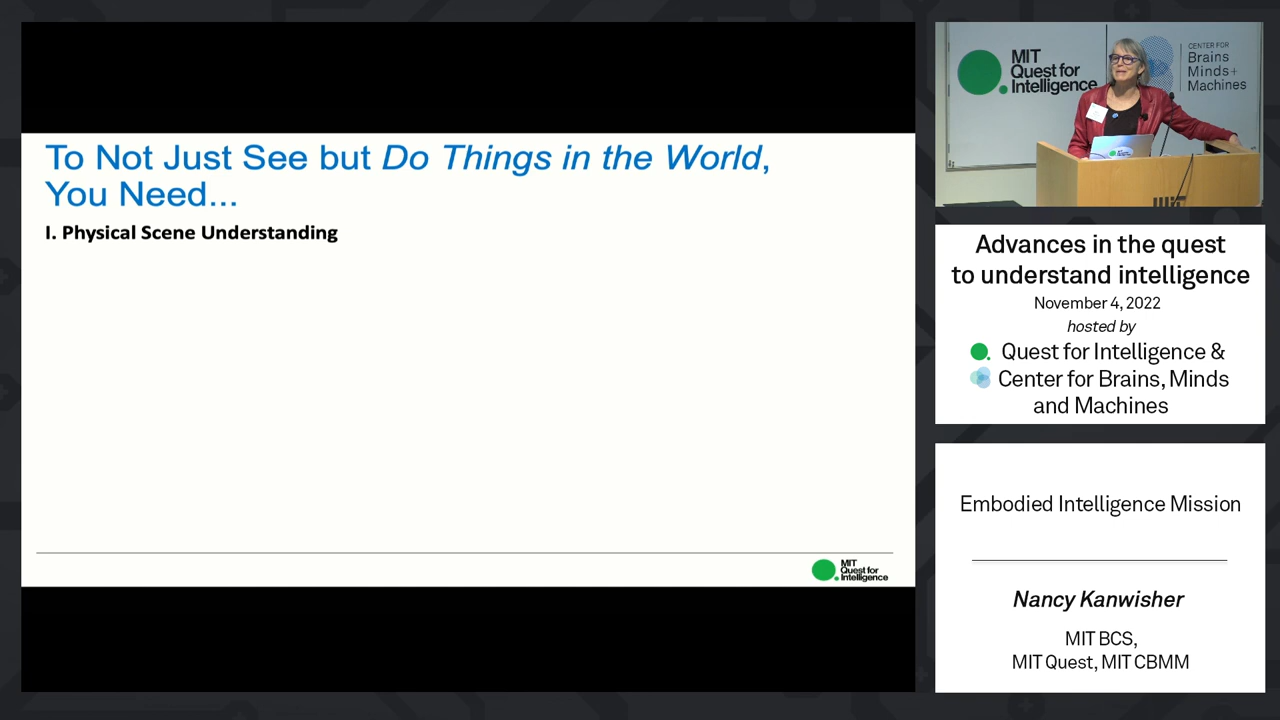 To Not Just See but Do Things in the World,
You Need...
I. Physical Scene Understanding
MIT
Quest for
Intelligence
MIT
Quest for
Intelligence
CENTER FOR
Brains
Minds+
Machines
MIT
Advances in the quest
to understand intelligence
November 4, 2022
hosted by
Quest for Intelligence &
Center for Brains, Minds
and Machines
Embodied Intelligence Mission
Nancy Kanwisher
MIT BCS,
MIT Quest, MIT CBMM